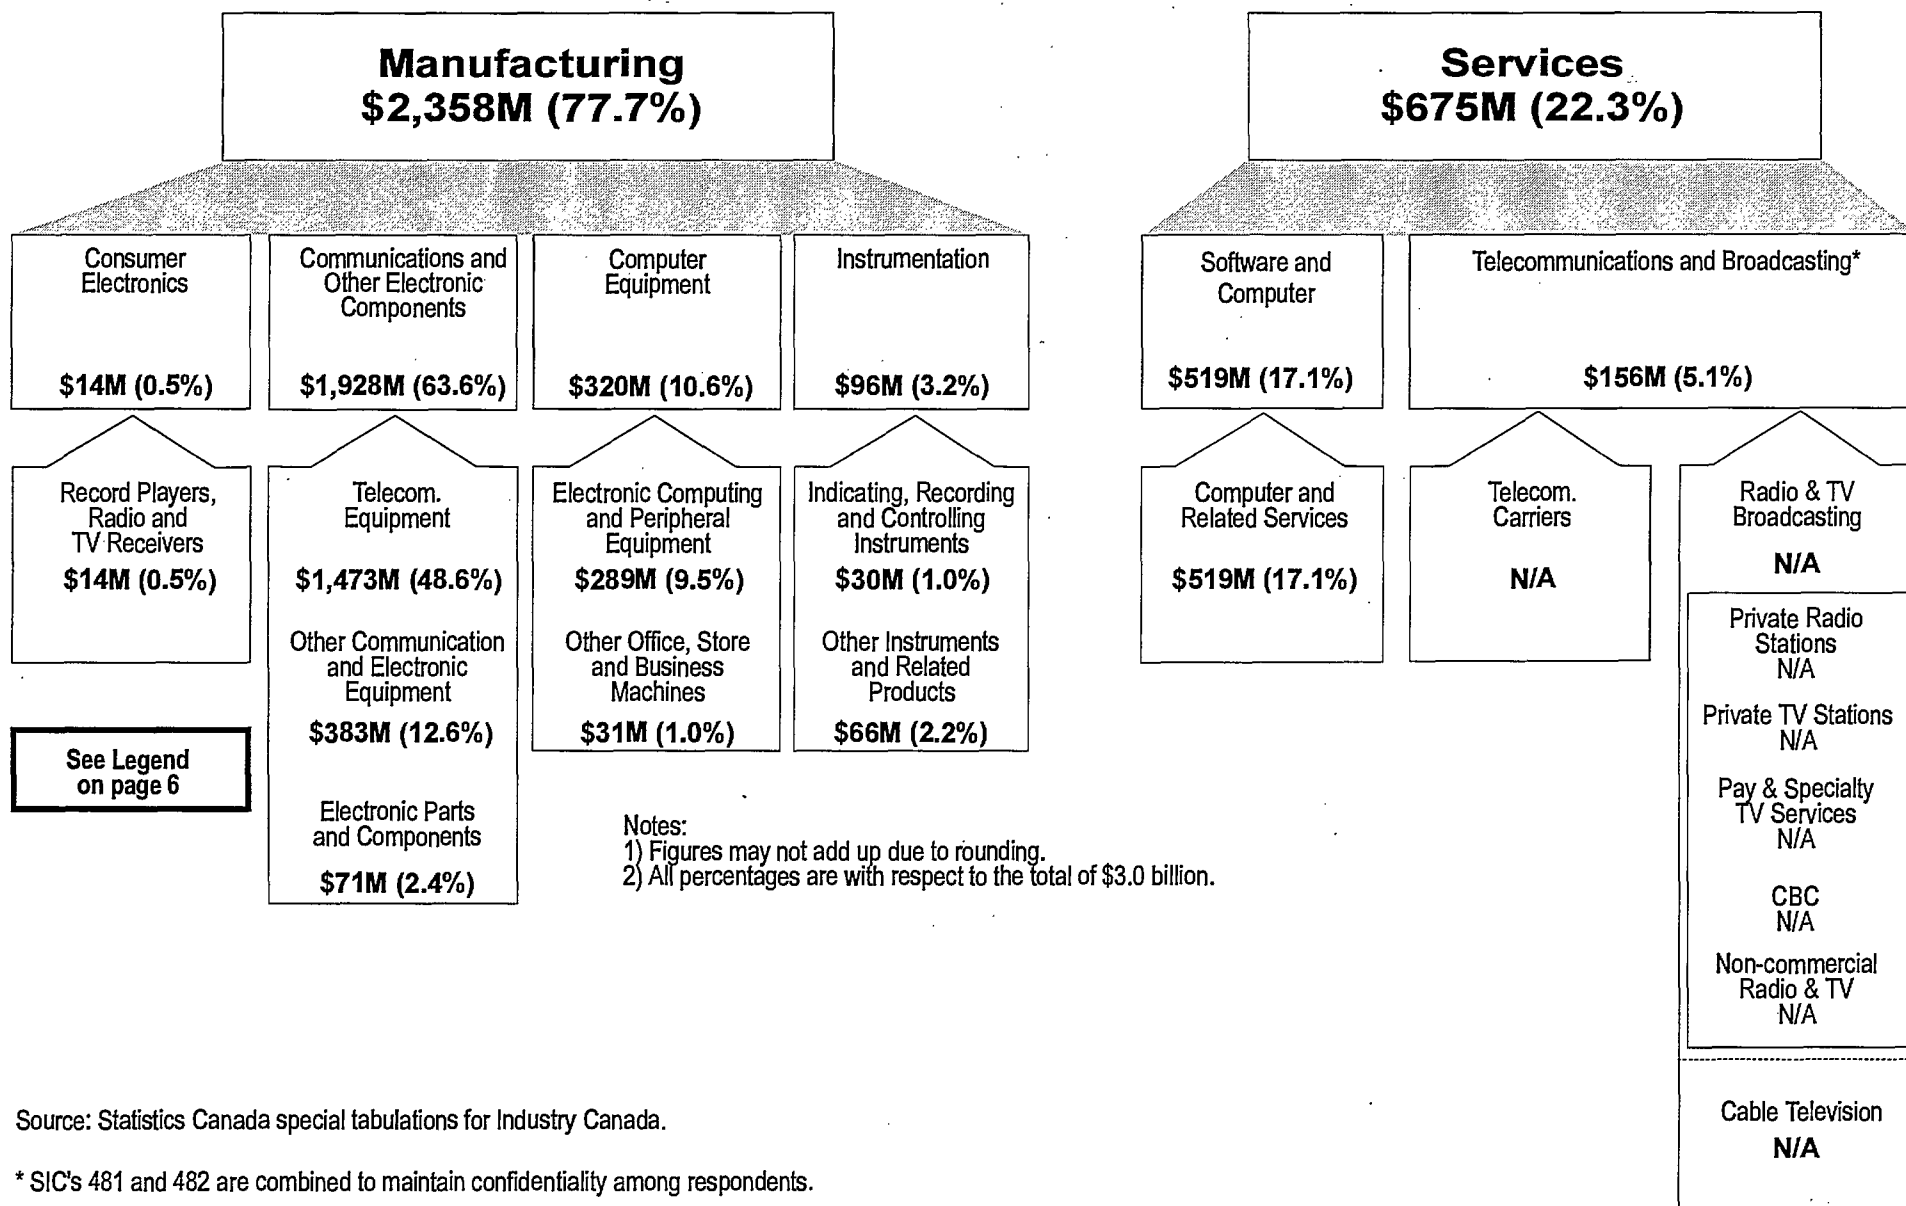 Manufacturing
$2,358M (77.7%)
Services
$675M (22.3%)
Consumer
Electronics
$14M (0.5%)
Communications and
Other Electronic
Components
$1,928M (63.6%)
Computer
Equipment
$320M (10.6%)
Instrumentation
$96M (3.2%)
Software and
Computer
$519M (17.1%)
Telecommunications and Broadcasting*
$156M (5.1%)
Record Players,
Radio and
TV Receivers
$14M (0.5%)
Telecom.
Equipment
$1,473M (48.6%)
Other Communication
and Electronic
Equipment
$383M (12.6%)
Electronic Parts
and Components
$71M (2.4%)
Electronic Computing
and Peripheral
Equipment
$289M (9.5%)
Other Office, Store
and Business
Machines
$31M (1.0%)
Indicating, Recording
and Controlling
Instruments
$30M (1.0%)
Other Instruments
and Related
Products
$66M (2.2%)
Computer and
Related Services
$519M (17.1%)
Telecom.
Carriers
N/A
Radio & TV
Broadcasting
N/A
Private Radio
Stations
N/A
Private TV Stations
N/A
Pay & Specialty
TV Services
N/A
CBC
N/A
Non-commercial
Radio & TV
N/A
Cable Television
N/A
See Legend
on page 6
Notes:
1) Figures may not add up due to rounding.
2) All percentages are with respect to the total of $3.0 billion.
Source: Statistics Canada special tabulations for Industry Canada.
* SIC's 481 and 482 are combined to maintain confidentiality among respondents.